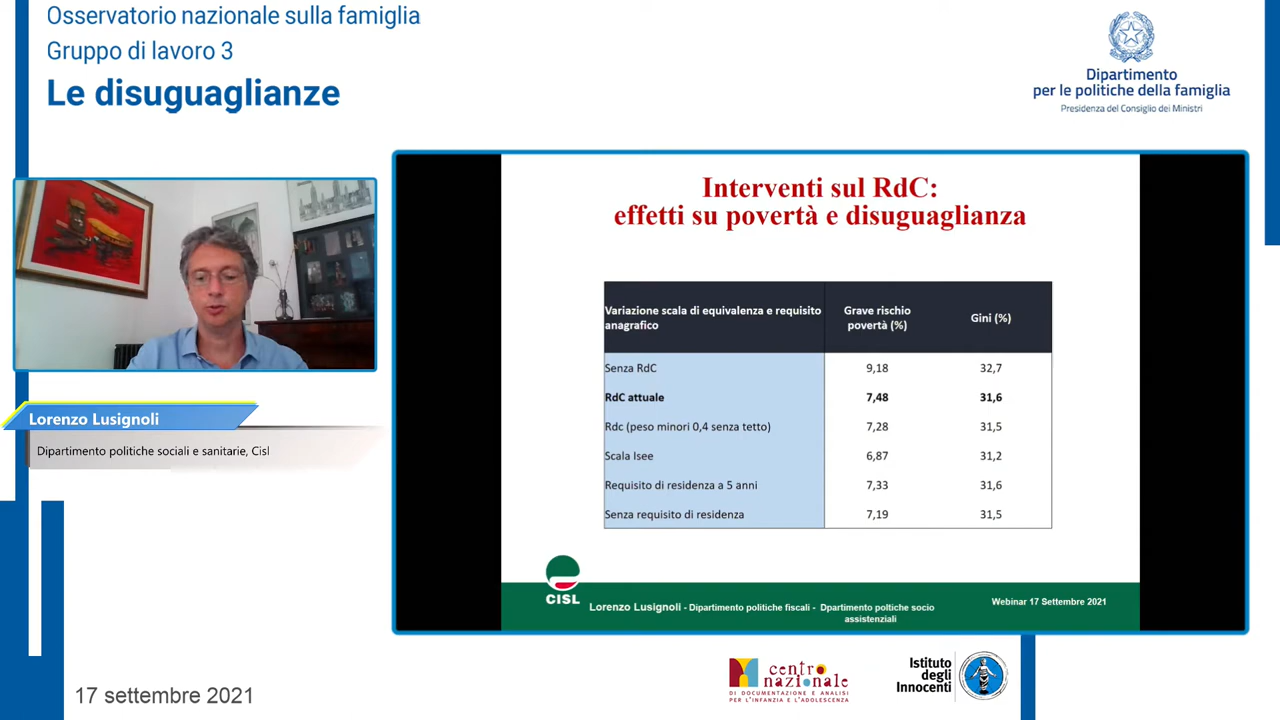 Osservatorio nazionale sulla famiglia
Gruppo di lavoro 3
Le disuguaglianze
Dipartimento
per le politiche della famiglia
Presidenza del Consiglio dei Ministri
Interventi sul RdC:
effetti su povertà e disuguaglianza
Variazione scala di equivalenza e requisito anagrafico
Grave rischio povertà (%)
Gini (%)
Senza RdC 9,18 32,7
RdC attuale 7,48 31,6
Rdc (peso minori 0,4 senza tetto) 7,28 31,5
Scala Isee 6,87 31,2
Requisito di residenza a 5 anni 7,33 31,6
Senza requisito di residenza 7,19 31,5
CISL
Lorenzo Lusignoli - Dipartimento politiche fiscali - Dpartimento poltiche socio
assistenziali
Webinar 17 Settembre 2021
Lorenzo Lusignoli
Dipartimento politiche sociali e sanitarie, Cisl
17 settembre 2021
centro
nazionale
DI DOCUMENTAZIONE E ANALISI
PER L'INFANZIA E L'ADOLESCENZA
Istituto
degli
Innocenti